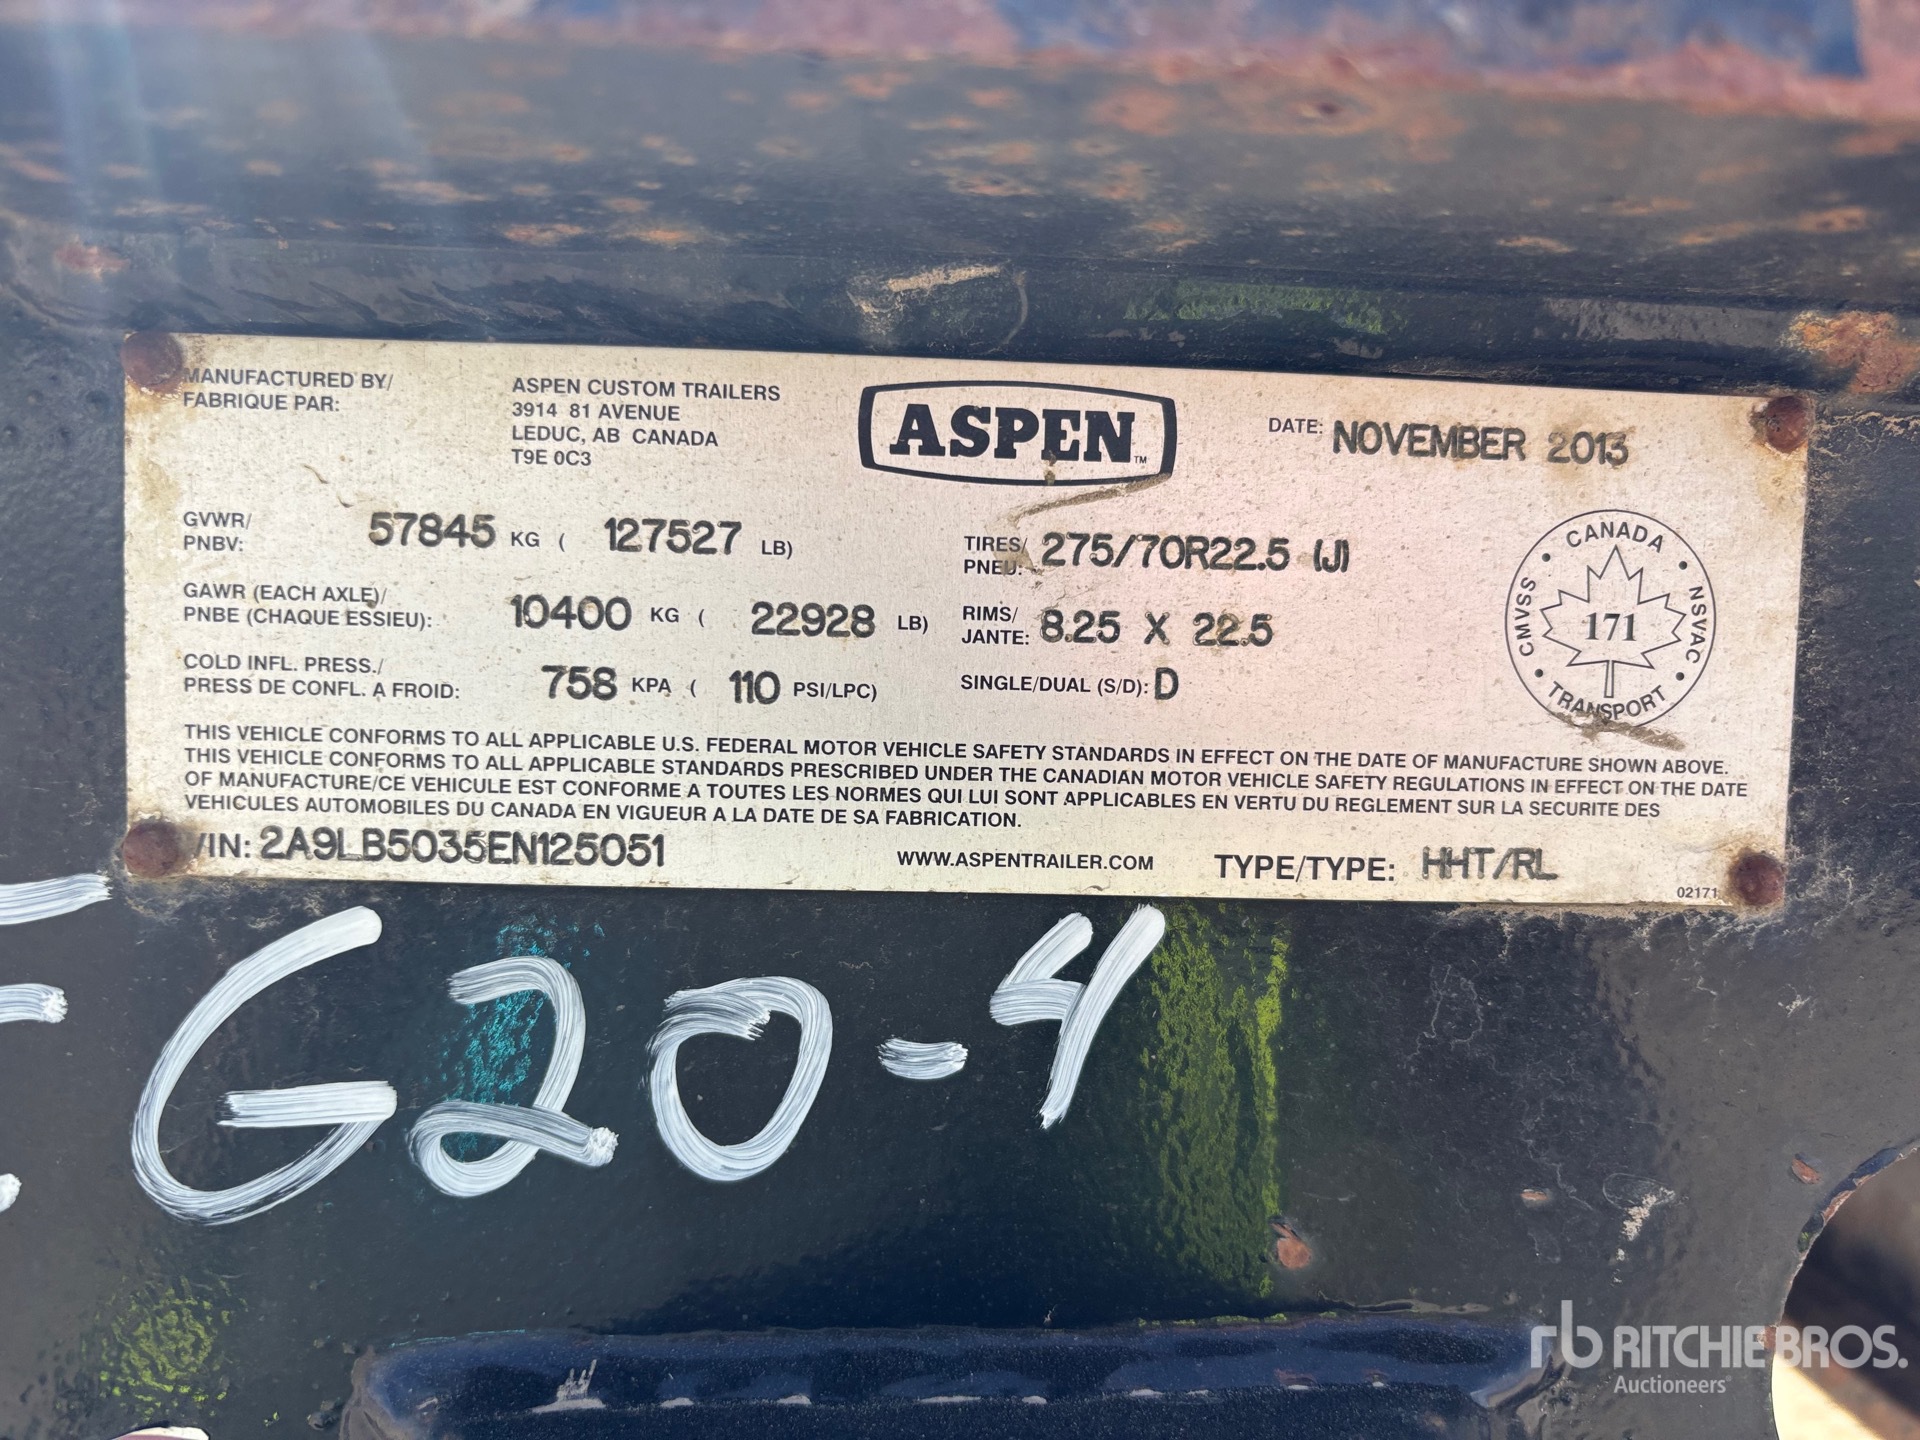 MANUFACTURED BY/
FABRIQUE PAR:
ASPEN CUSTOM TRAILERS
3914 81 AVENUE
LEDUC, AB CANADA
T9E 0C3
ASPEN™
DATE: NOVEMBER 2013
GVWR/
PNBV:
57845 KG ( 127527 LB)
GAWR (EACH AXLE)/
PNBE (CHAQUE ESSIEU):
10400 KG ( 22928 LB)
COLD INFL. PRESS./
PRESS DE CONFL. A FROID:
758 KPA ( 110 PSI/LPC)
TIRES/
PNEU:
275/70R22.5 (J)
RIMS/
JANTE:
8.25 X 22.5
SINGLE/DUAL (S/D): D
CANADA
CMVSS
NSVAC
171
TRANSPORT
THIS VEHICLE CONFORMS TO ALL APPLICABLE U.S. FEDERAL MOTOR VEHICLE SAFETY STANDARDS IN EFFECT ON THE DATE OF MANUFACTURE SHOWN ABOVE.
THIS VEHICLE CONFORMS TO ALL APPLICABLE STANDARDS PRESCRIBED UNDER THE CANADIAN MOTOR VEHICLE SAFETY REGULATIONS IN EFFECT ON THE DATE
OF MANUFACTURE/CE VEHICULE EST CONFORME A TOUTES LES NORMES QUI LUI SONT APPLICABLES EN VERTU DU REGLEMENT SUR LA SECURITE DES
VEHICULES AUTOMOBILES DU CANADA EN VIGUEUR A LA DATE DE SA FABRICATION.
VIN: 2A9LB5035EN125051
WWW.ASPENTRAILER.COM
TYPE/TYPE: HHT/RL
02171
G20-4
rb RITCHIE BROS.
Auctioneers